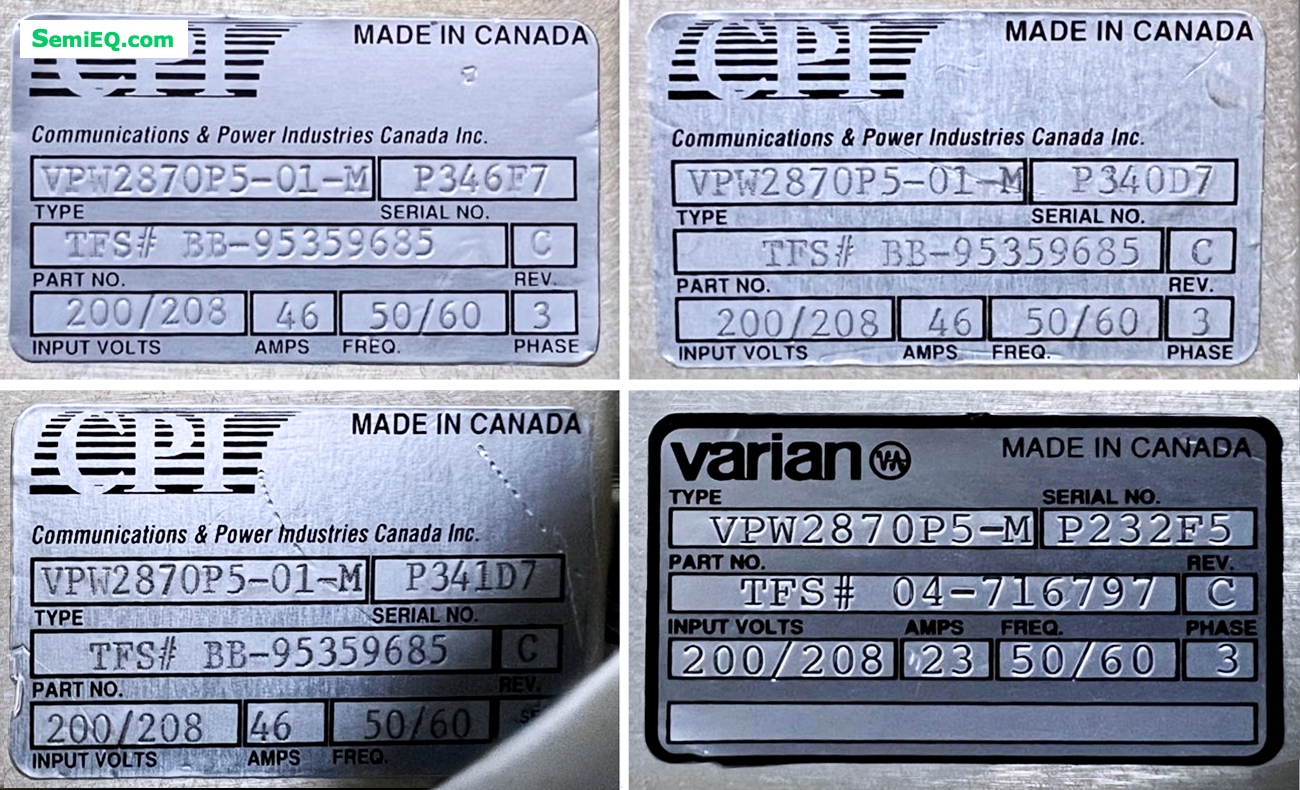 SemiEQ.com
CPI MADE IN CANADA
Communications & Power Industries Canada Inc.
VPW2870P5-01-M P346F7
TYPE SERIAL NO.
TFS# BB-95359685 C
PART NO. REV.
200/208 46 50/60 3
INPUT VOLTS AMPS FREQ. PHASE
CPI MADE IN CANADA
Communications & Power Industries Canada Inc.
VPW2870P5-01-M P340D7
TYPE SERIAL NO.
TFS# BB-95359685 C
PART NO. REV.
200/208 46 50/60 3
INPUT VOLTS AMPS FREQ. PHASE
CPI MADE IN CANADA
Communications & Power Industries Canada Inc.
VPW2870P5-01-M P341D7
TYPE SERIAL NO.
TFS# BB-95359685 C
PART NO. REV.
200/208 46 50/60
INPUT VOLTS AMPS FREQ.
varian MADE IN CANADA
TYPE SERIAL NO.
VPW2870P5-M P232F5
PART NO. REV.
TFS# 04-716797 C
INPUT VOLTS AMPS FREQ. PHASE
200/208 23 50/60 3